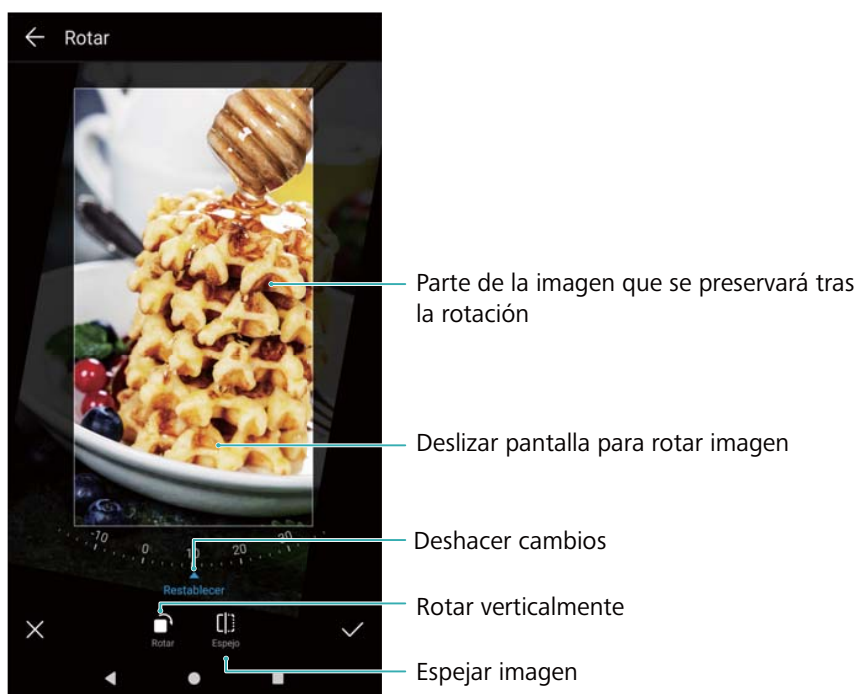 Rotar
Parte de la imagen que se preservará tras
la rotación
Deslizar pantalla para rotar imagen
-10 0 10 20 30
Deshacer cambios
Restablecer
Rotar verticalmente
Rotar
Espejo
Espejar imagen